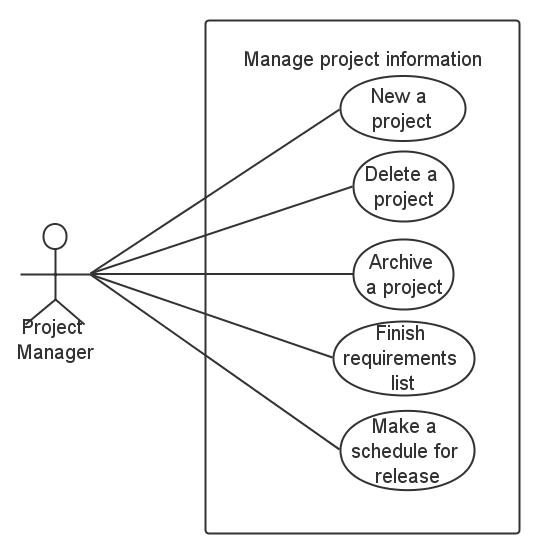 Manage project information
New a
project
Delete a
project
Archive
a project
Finish
requirements
list
Make a
schedule for
release
Project
Manager